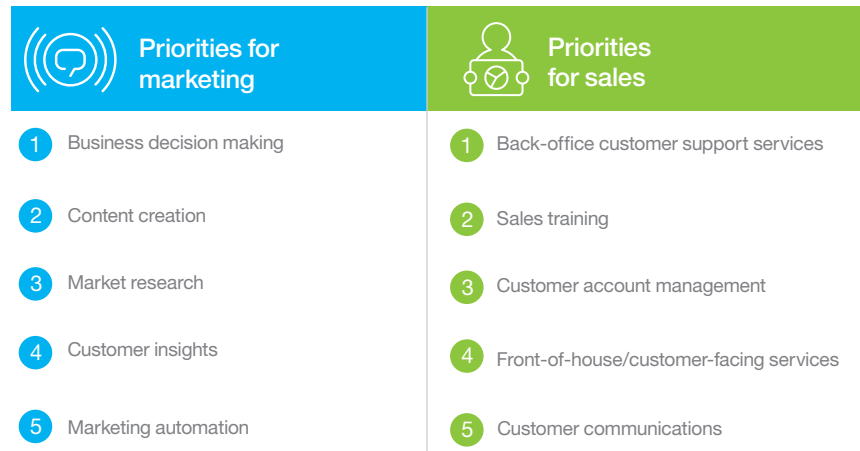 Priorities for
marketing
1 Business decision making
2 Content creation
3 Market research
4 Customer insights
5 Marketing automation
Priorities
for sales
1 Back-office customer support services
2 Sales training
3 Customer account management
4 Front-of-house/customer-facing services
5 Customer communications